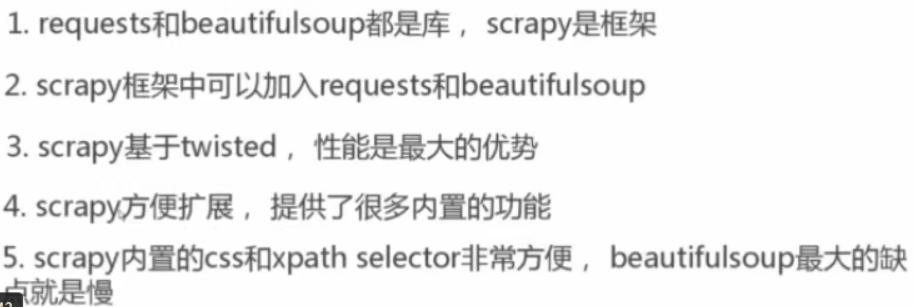 1. requests和beautifulsoup都是库，scrapy是框架
2. scrapy框架中可以加入requests和beautifulsoup
3. scrapy基于twisted，性能是最大的优势
4. scrapy方便扩展，提供了很多内置的功能
5. scrapy内置的css和xpath selector非常方便，beautifulsoup最大的缺
点就是慢